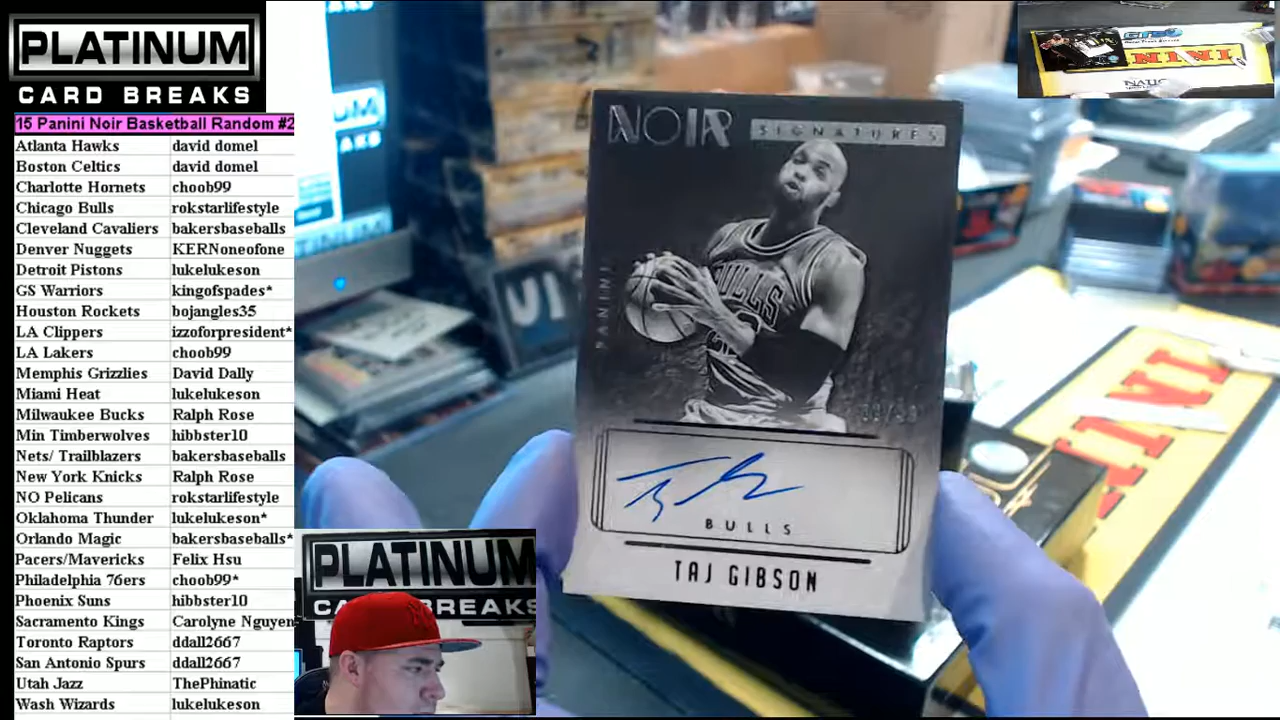 PLATINUM
CARD BREAKS
15 Panini Noir Basketball Random #2
Atlanta Hawks david domel
Boston Celtics david domel
Charlotte Hornets choob99
Chicago Bulls rokstarlifestyle
Cleveland Cavaliers bakersbaseballs
Denver Nuggets KERNoneofone
Detroit Pistons lukelukeson
GS Warriors kingofspades*
Houston Rockets bojangles35
LA Clippers izzoforpresident*
LA Lakers choob99
Memphis Grizzlies David Dally
Miami Heat lukelukeson
Milwaukee Bucks Ralph Rose
Min Timberwolves hibbster10
Nets/ Trailblazers bakersbaseballs
New York Knicks Ralph Rose
NO Pelicans rokstarlifestyle
Oklahoma Thunder lukelukeson*
Orlando Magic bakersbaseballs*
Pacers/Mavericks Felix Hsu
Philadelphia 76ers choob99*
Phoenix Suns hibbster10
Sacramento Kings Carolyne Nguyen
Toronto Raptors ddall2667
San Antonio Spurs ddall2667
Utah Jazz ThePhinatic
Wash Wizards lukelukeson
NOIR SIGNATURES
PANINI
BULLS
BULLS
TAJ GIBSON
PLATINUM
CARD BREAKS
PANINI